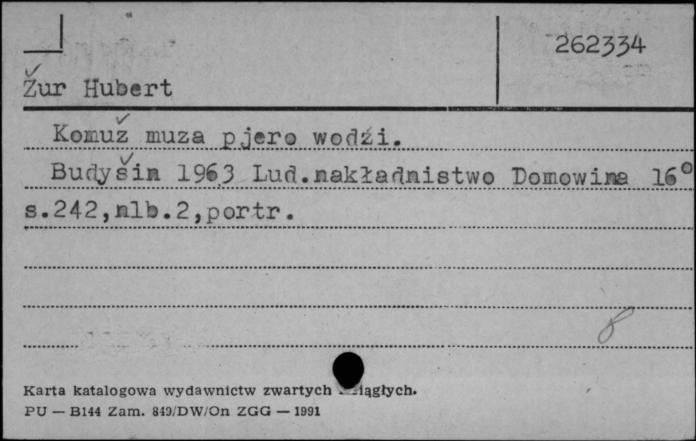 262334
Žur Hubert
Komuž muza pjero wodźi.
Budyšin 1963 Lud.nakładnistwo Domowina 16°
s.242,nlb.2,portr.
8
Karta katalogowa wydawnictw zwartych
PU — B144 Zam. 849/DW/On ZGG — 1991